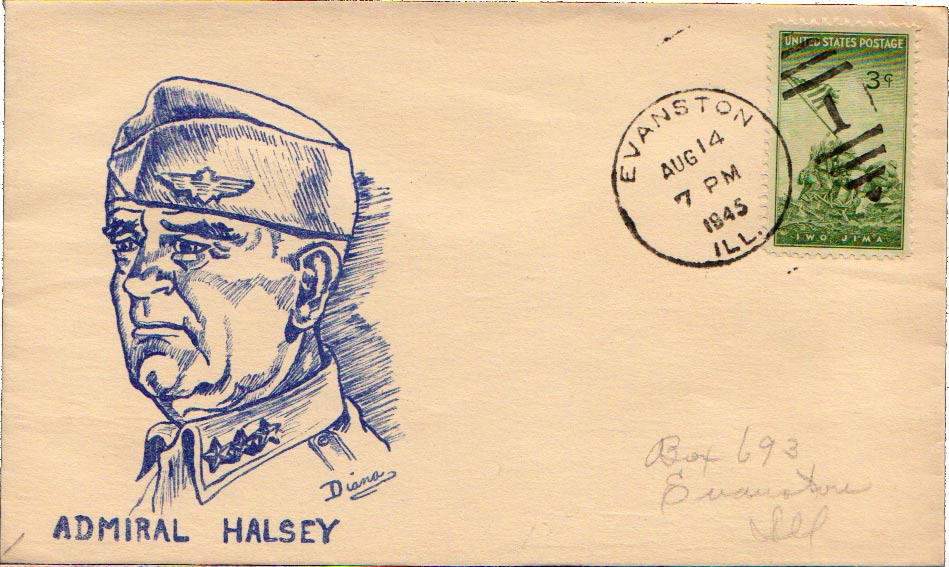 UNITED STATES POSTAGE
3¢
IWO JIMA
EVANSTON
AUG 14
7 PM
1945
ILL.
Diana
ADMIRAL HALSEY
Box 693
Evanston
Ill